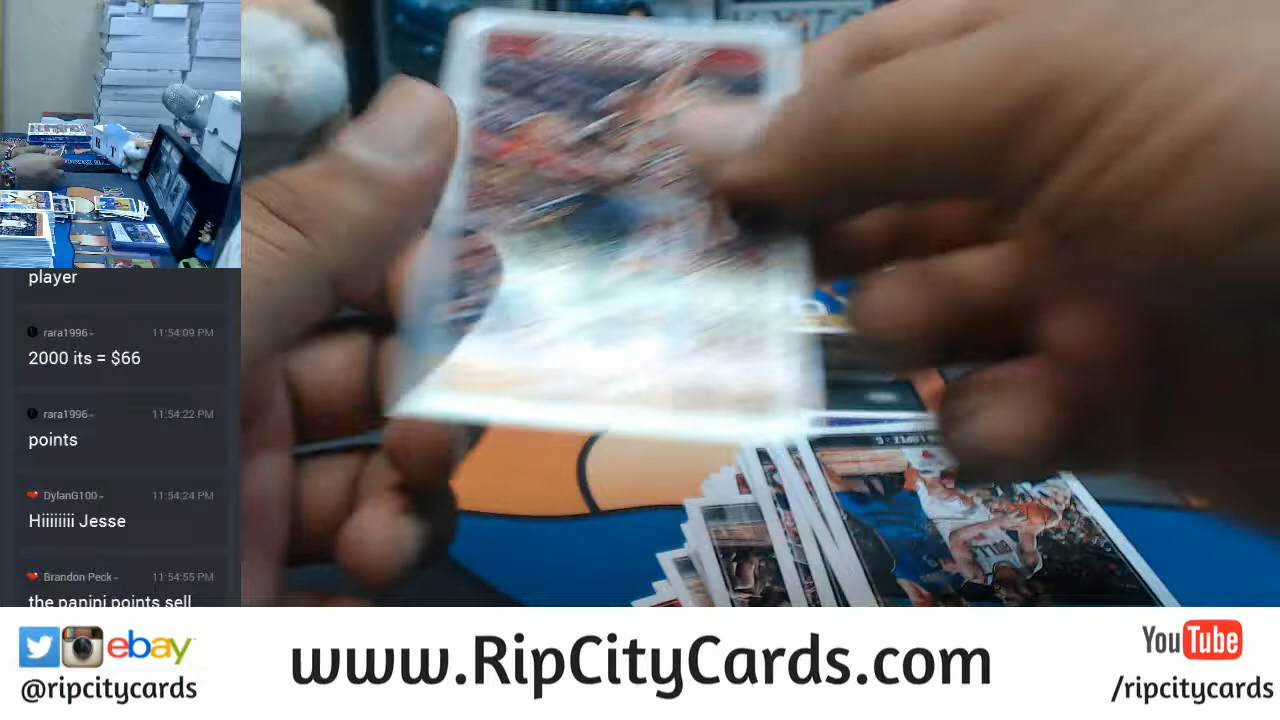 player
rara1996
11:54:09 PM
2000 its = $66
rara1996
11:54:22 PM
points
DylanG100
11:54:24 PM
Hiiiiiiii Jesse
Brandon Peck
11:54:55 PM
the panini points sell
LOPEZ · C
ebay
@ripcitycards
www.RipCityCards.com
YouTube
/ripcitycards